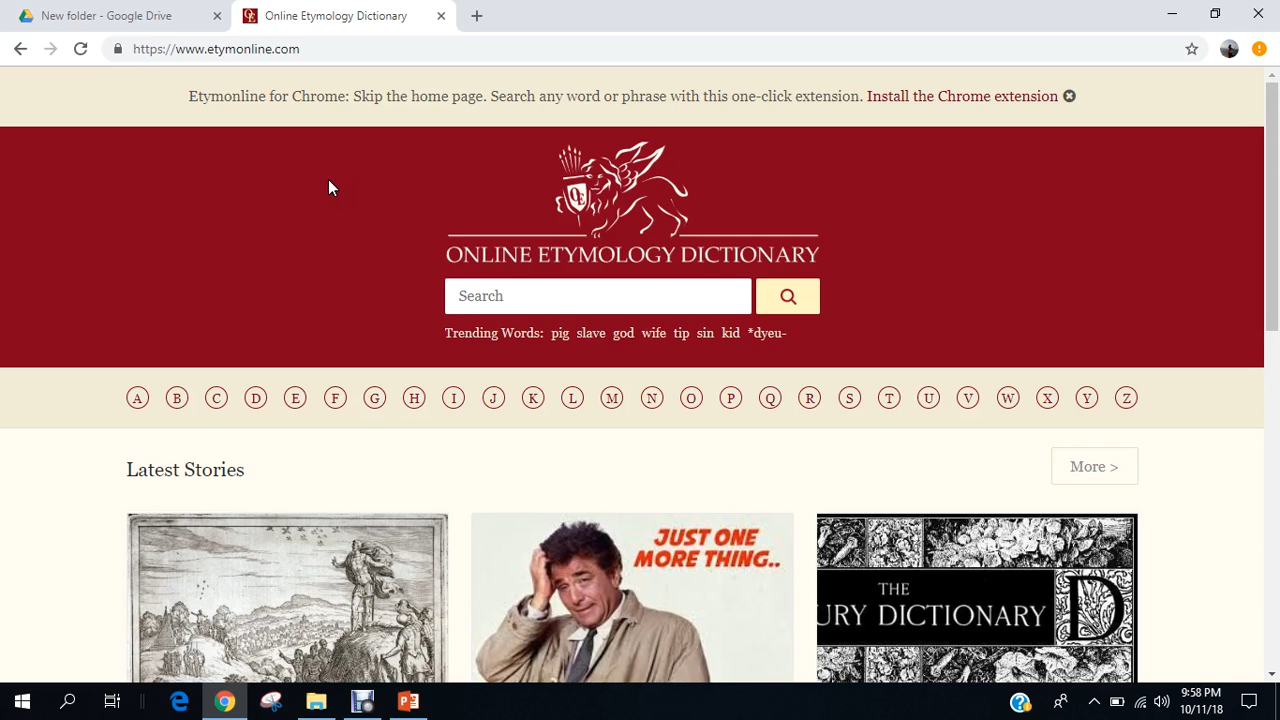 New folder - Google Drive
Online Etymology Dictionary
https://www.etymonline.com
Etymonline for Chrome: Skip the home page. Search any word or phrase with this one-click extension. Install the Chrome extension
OE
ONLINE ETYMOLOGY DICTIONARY
Search
Trending Words: pig slave god wife tip sin kid *dyeu-
A B C D E F G H I J K L M N O P Q R S T U V W X Y Z
Latest Stories
More >
JUST ONE
MORE THING..
THE
URY DICTIONARY
D
9:58 PM
10/11/18